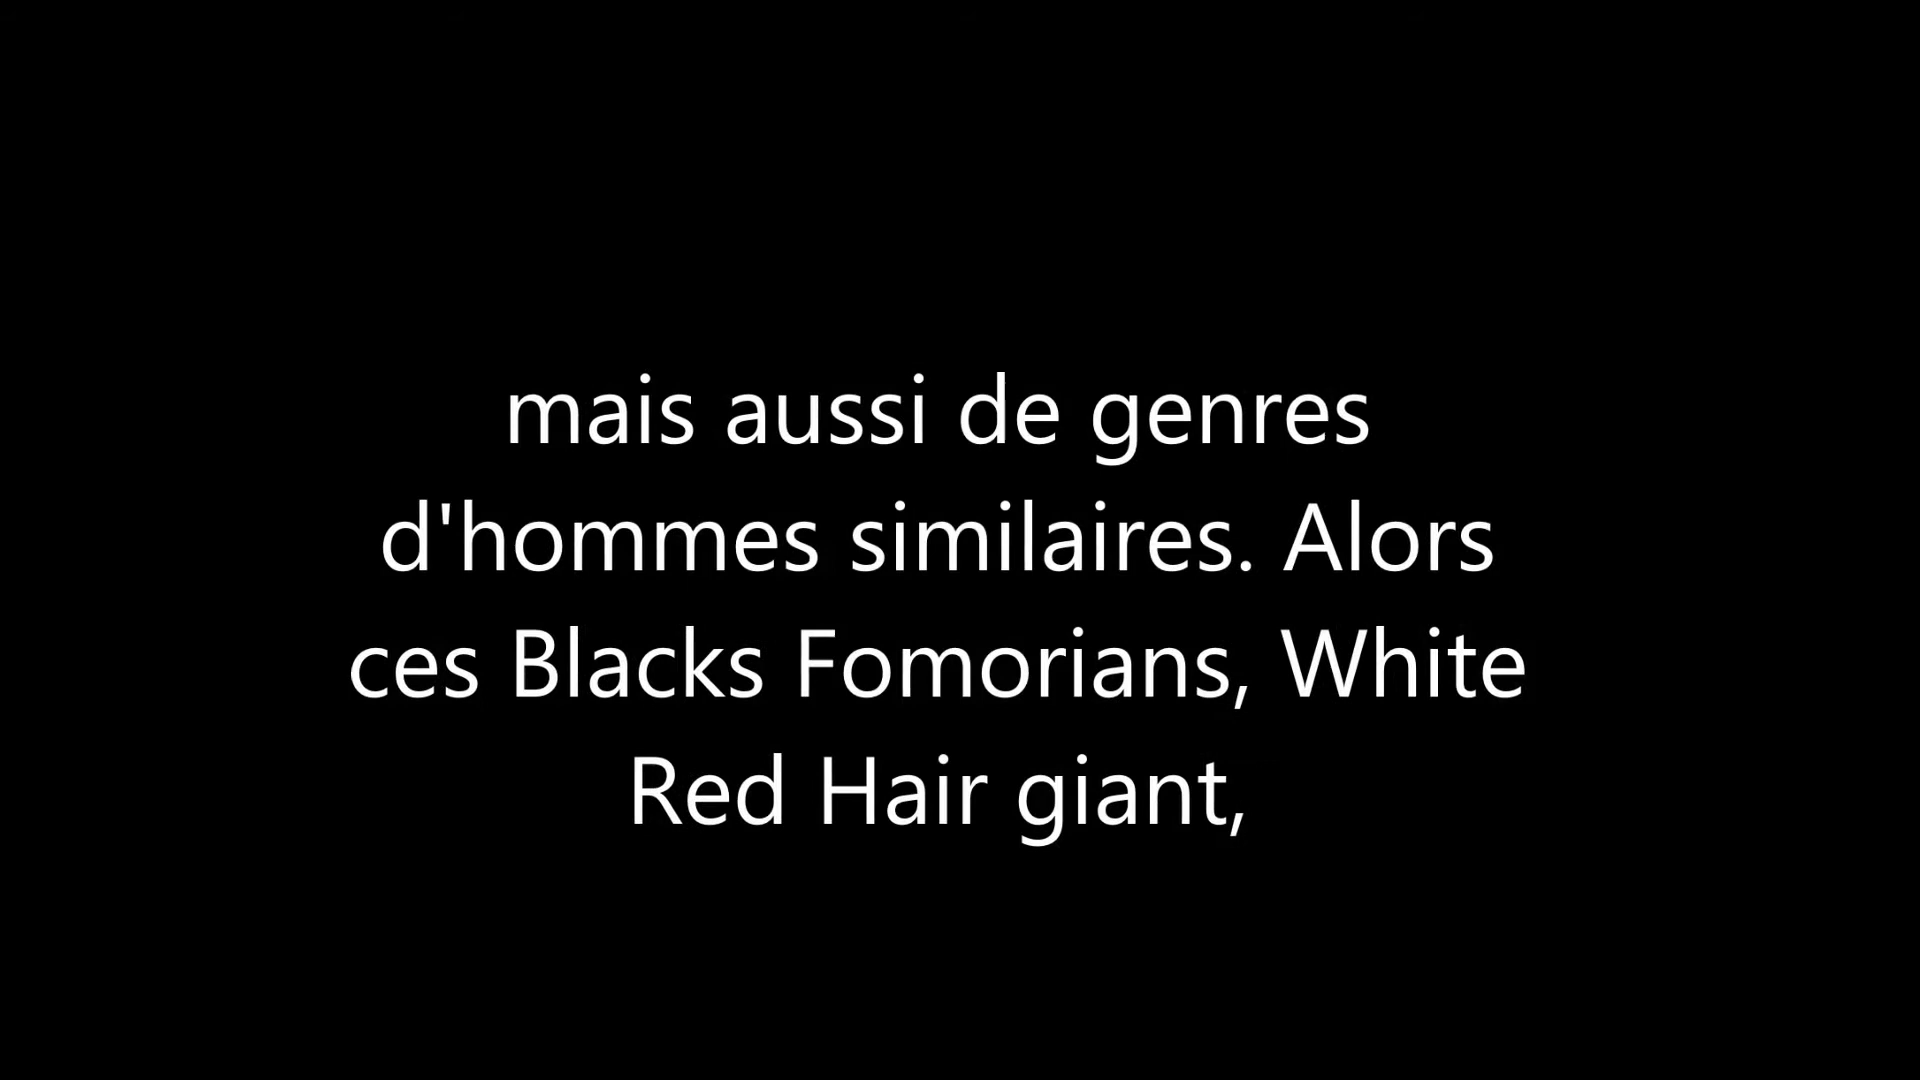 mais aussi de genres
d'hommes similaires. Alors
ces Blacks Fomorians, White
Red Hair giant,